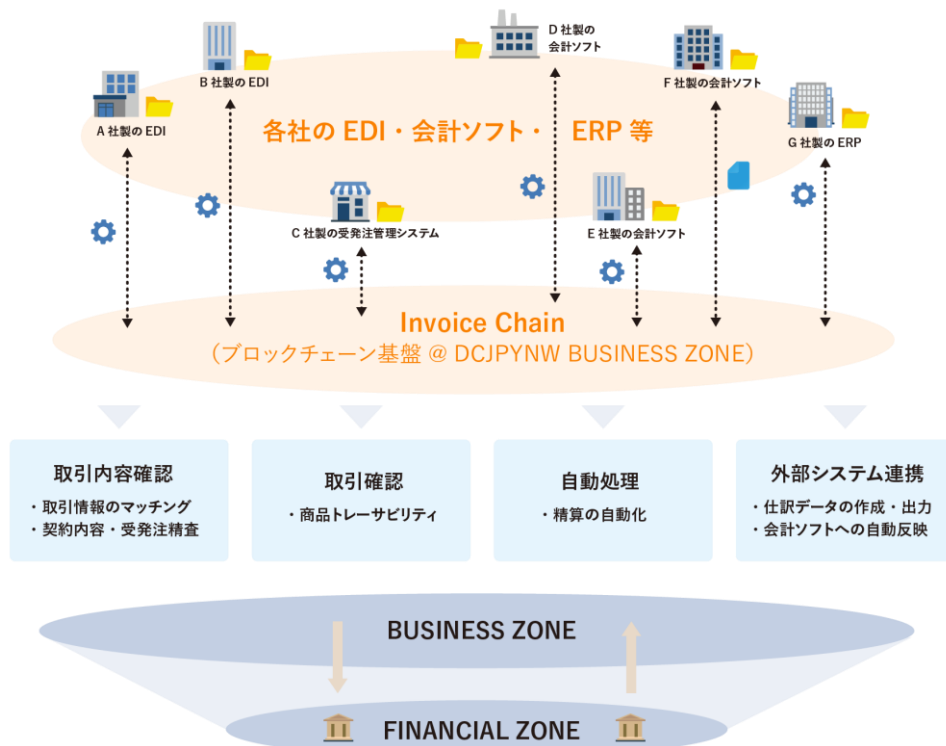 D 社製の
会計ソフト
B 社製の EDI
F 社製の会計ソフト
A 社製の EDI
各社の EDI・会計ソフト・ ERP 等
G 社製の ERP
C 社製の受発注管理システム
E 社製の会計ソフト
Invoice Chain
(ブロックチェーン基盤 @ DCJPYNW BUSINESS ZONE)
取引内容確認
・取引情報のマッチング
・契約内容・受発注精査
取引確認
・商品トレーサビリティ
自動処理
・精算の自動化
外部システム連携
・仕訳データの作成・出力
・会計ソフトへの自動反映
BUSINESS ZONE
FINANCIAL ZONE